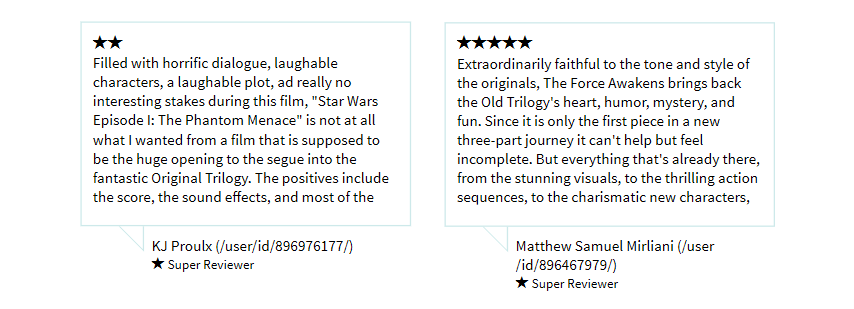 ★★
Filled with horrific dialogue, laughable
characters, a laughable plot, ad really no
interesting stakes during this film, "Star Wars
Episode I: The Phantom Menace" is not at all
what I wanted from a film that is supposed to
be the huge opening to the segue into the
fantastic Original Trilogy. The positives include
the score, the sound effects, and most of the
KJ Proulx (/user/id/896976177/)
★ Super Reviewer
★★★★★
Extraordinarily faithful to the tone and style of
the originals, The Force Awakens brings back
the Old Trilogy's heart, humor, mystery, and
fun. Since it is only the first piece in a new
three-part journey it can't help but feel
incomplete. But everything that's already there,
from the stunning visuals, to the thrilling action
sequences, to the charismatic new characters,
Matthew Samuel Mirliani (/user
/id/896467979/)
★ Super Reviewer